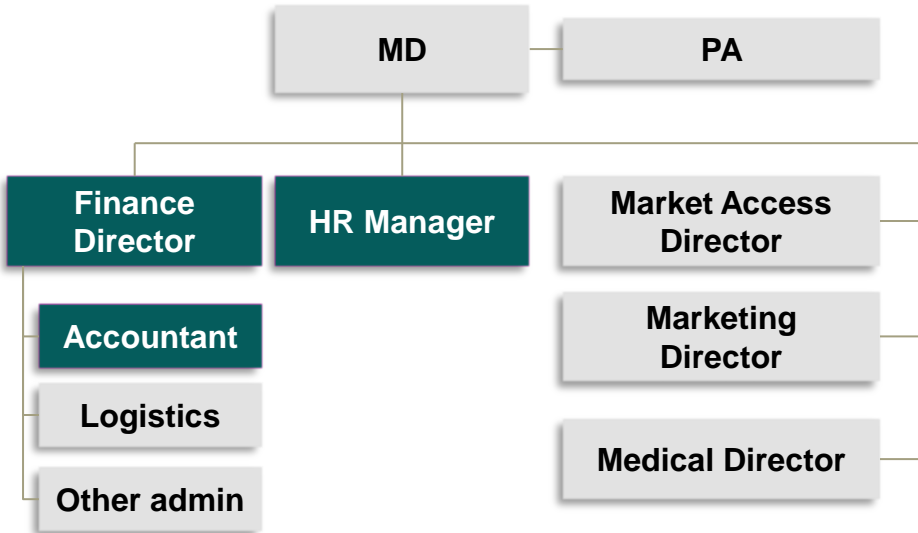 MD
PA
Finance
Director
HR Manager
Market Access
Director
Accountant
Marketing
Director
Logistics
Medical Director
Other admin